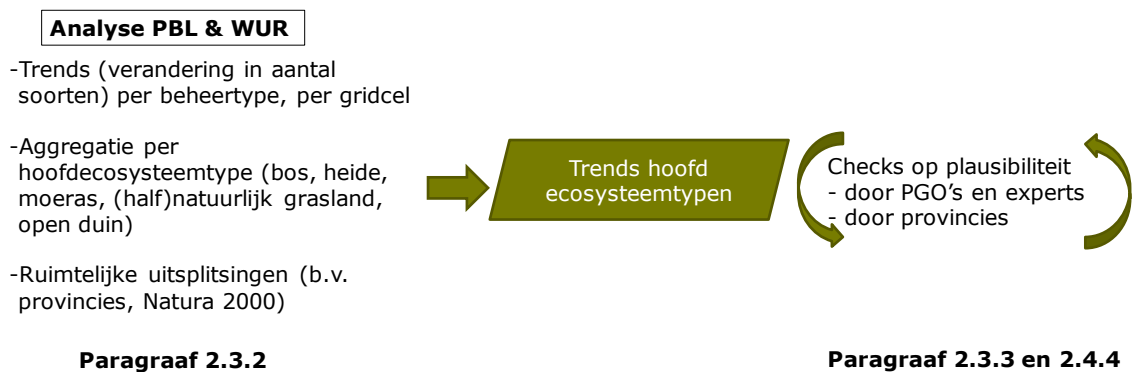 Analyse PBL & WUR
-Trends (verandering in aantal
soorten) per beheertype, per gridcel
-Aggregatie per
hoofdecosysteemtype (bos, heide,
moeras, (half)natuurlijk grasland,
open duin)
-Ruimtelijke uitsplitsingen (b.v.
provincies, Natura 2000)
Paragraaf 2.3.2
Trends hoofd
ecosysteemtypen
Checks op plausibiliteit
- door PGO's en experts
- door provincies
Paragraaf 2.3.3 en 2.4.4